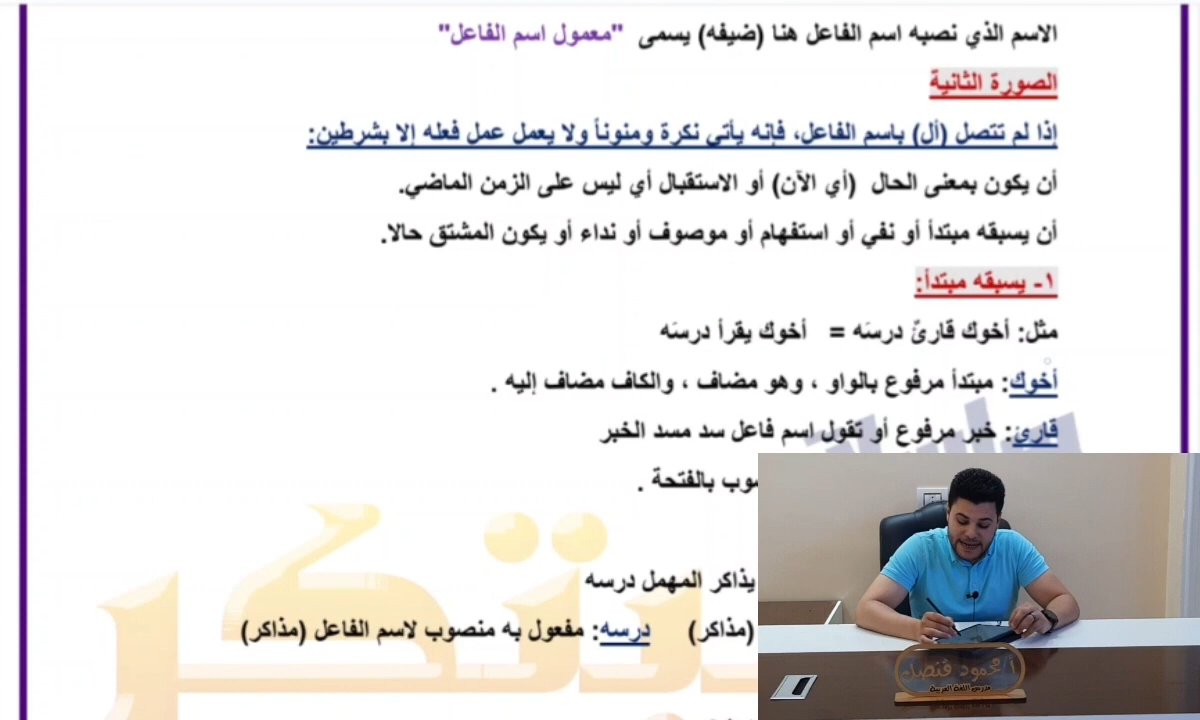 الاسم الذي نصبه اسم الفاعل هنا (ضيفه) يسمى "معمول اسم الفاعل"
الصورة الثانية
إذا لم تتصل (أل) باسم الفاعل، فإنه يأتي نكرة ومنوناً ولا يعمل عمل فعله إلا بشرطين:
أن يكون بمعنى الحال (أي الآن) أو الاستقبال أي ليس على الزمن الماضي.
أن يسبقه مبتدأ أو نفي أو استفهام أو موصوف أو نداء أو يكون المشتق حالا.
١- يسبقه مبتدأ:
مثل: أخوك قارئٌ درسَه = أخوك يقرأ درسَه
أخوك: مبتدأ مرفوع بالواو ، وهو مضاف ، والكاف مضاف إليه .
قارئ: خبر مرفوع أو تقول اسم فاعل سد مسد الخبر
بالفتحة .
يذاكر المهمل درسه
(مذاكر) درسه: مفعول به منصوب لاسم الفاعل (مذاكر)
مبتكر
أ/محمود قتصاد
مدرس اللغة العربية